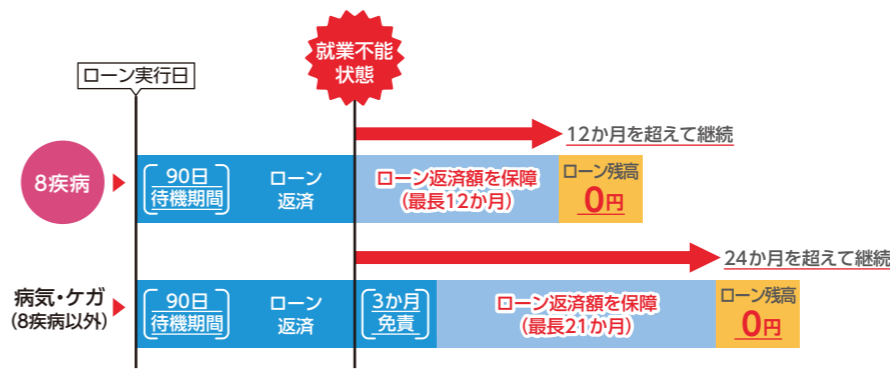 就業不能
状態
ローン実行日
12か月を超えて継続
8疾病
90日
待機期間
ローン
返済
ローン返済額を保障
(最長12か月)
ローン残高
0円
24か月を超えて継続
病気・ケガ
(8疾病以外)
90日
待機期間
ローン
返済
3か月
免責
ローン返済額を保障
(最長21か月)
ローン残高
0円